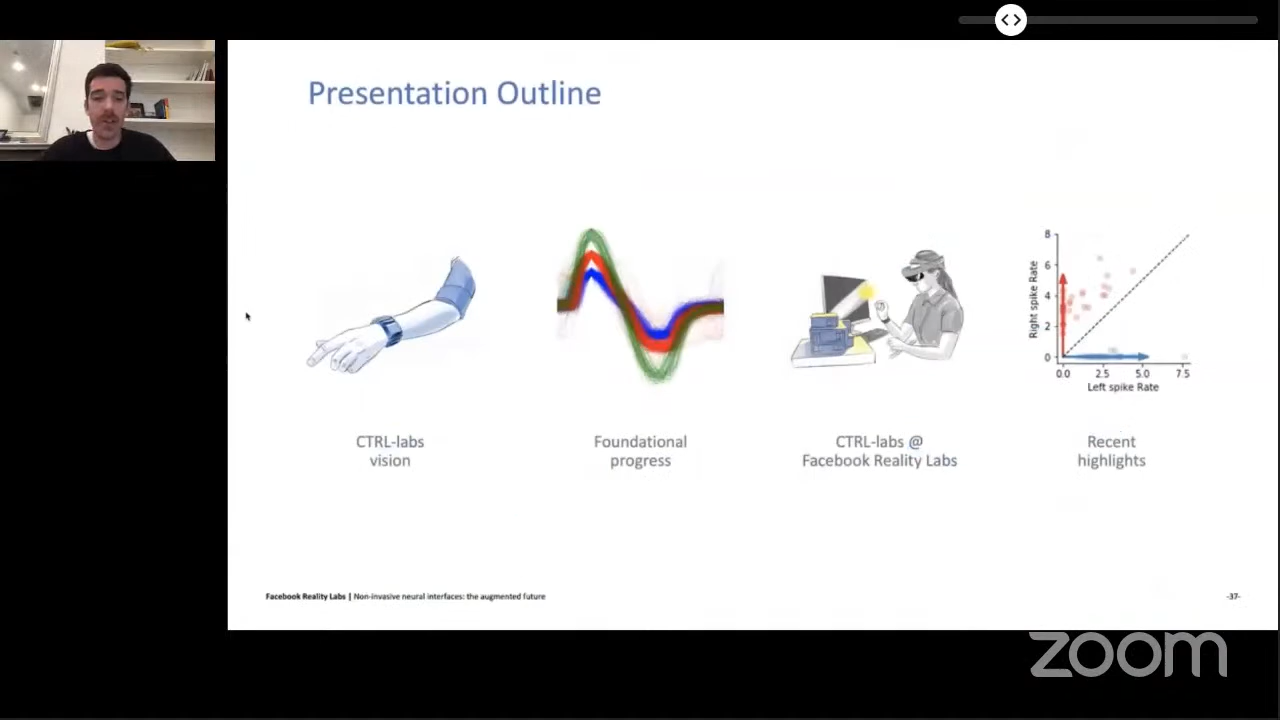 Presentation Outline
8
6
4
2
0
Right spike Rate
0.0 2.5 5.0 7.5
Left spike Rate
CTRL-labs
vision
Foundational
progress
CTRL-labs @
Facebook Reality Labs
Recent
highlights
Facebook Reality Labs | Non-invasive neural interfaces: the augmented future
-37-
zoom